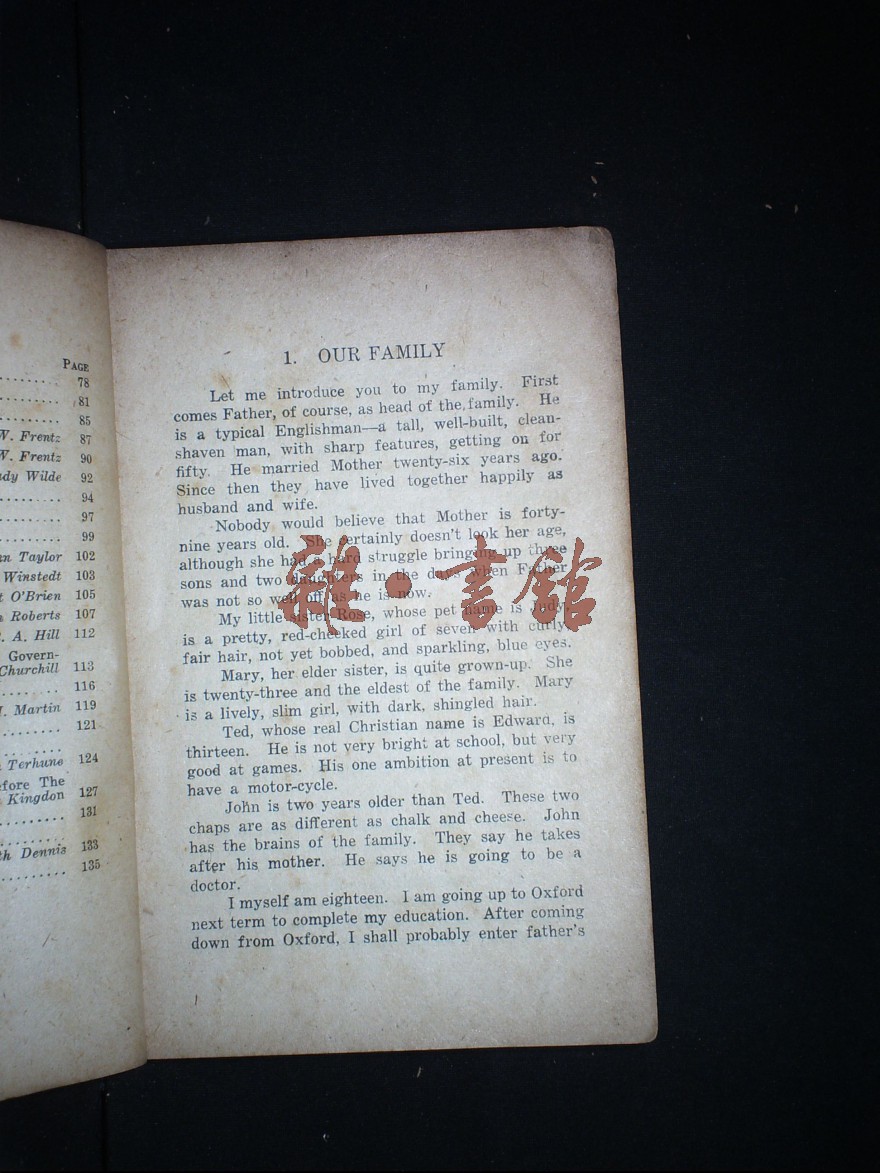 PAGE
78
81
85
W. Frentz 87
W. Frentz 90
Wilde 92
94
97
99
Taylor 102
Winstedt 103
O'Brien 105
Roberts 107
A. Hill 112
Govern-
Churchill 113
116
Martin 119
121
Terhune 124
The
Kingdon 127
131
Dennis 133
135
1. OUR FAMILY
Let me introduce you to my family. First
comes Father, of course, as head of the family. He
is a typical Englishman—a tall, well-built, clean-
shaven man, with sharp features, getting on for
fifty. He married Mother twenty-six years ago.
Since then they have lived together happily as
husband and wife.
Nobody would believe that Mother is forty-
nine years old. She certainly doesn't look her age,
although she had a hard struggle bringing up three
sons and two daughters in the days when Father
was not so well off as he is now.
My little sister Rose, whose pet name is Judy,
is a pretty, red-cheeked girl of seven with curly,
fair hair, not yet bobbed, and sparkling, blue eyes.
Mary, her elder sister, is quite grown-up. She
is twenty-three and the eldest of the family. Mary
is a lively, slim girl, with dark, shingled hair.
Ted, whose real Christian name is Edward, is
thirteen. He is not very bright at school, but very
good at games. His one ambition at present is to
have a motor-cycle.
John is two years older than Ted. These two
chaps are as different as chalk and cheese. John
has the brains of the family. They say he takes
after his mother. He says he is going to be a
doctor.
I myself am eighteen. I am going up to Oxford
next term to complete my education. After coming
down from Oxford, I shall probably enter father's
雜·書館